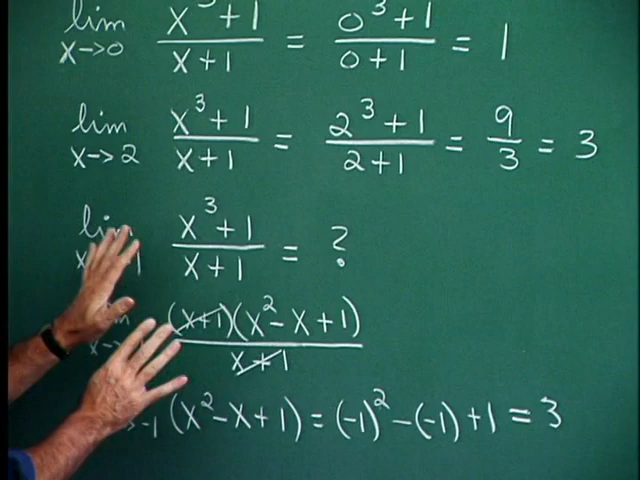 lim x→0 x³+1 / x+1 = 0³+1 / 0+1 = 1
lim x→2 x³+1 / x+1 = 2³+1 / 2+1 = 9/3 = 3
x³+1 / x+1 = ?
(x+1)(x²-x+1) / x+1
-1 (x²-x+1) = (-1)²-(-1)+1 = 3